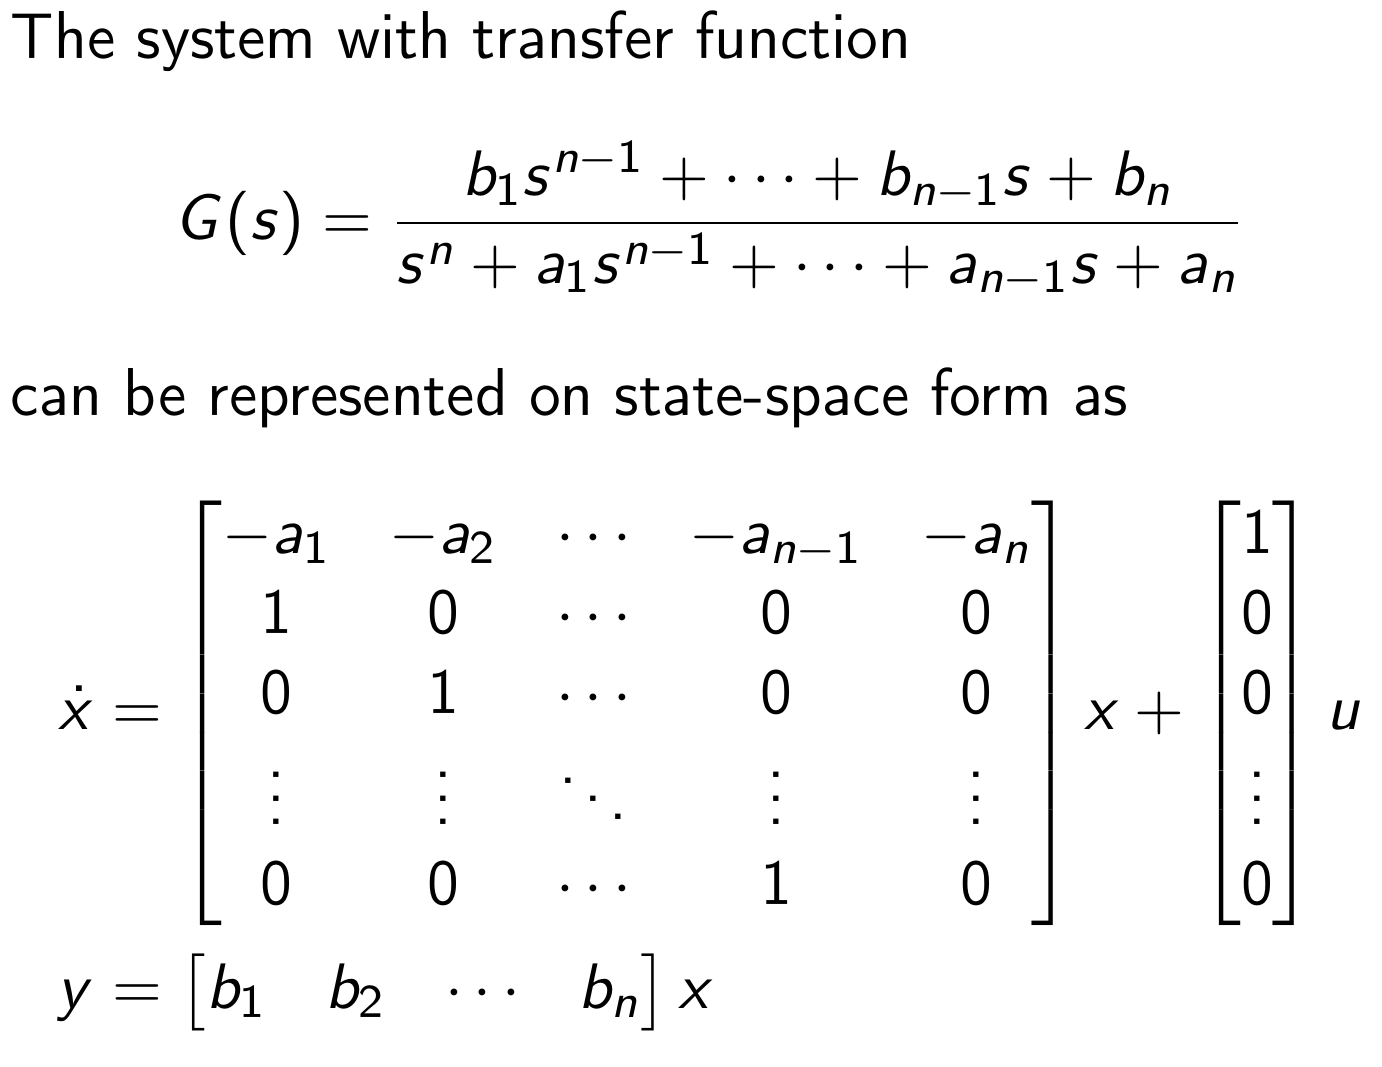 The system with transfer function
G(s) = \frac{b_1 s^{n-1} + \cdots + b_{n-1} s + b_n}{s^n + a_1 s^{n-1} + \cdots + a_{n-1} s + a_n}
can be represented on state-space form as
\dot{x} = \begin{bmatrix} -a_1 & -a_2 & \cdots & -a_{n-1} & -a_n \\ 1 & 0 & \cdots & 0 & 0 \\ 0 & 1 & \cdots & 0 & 0 \\ \vdots & \vdots & \ddots & \vdots & \vdots \\ 0 & 0 & \cdots & 1 & 0 \end{bmatrix} x + \begin{bmatrix} 1 \\ 0 \\ 0 \\ \vdots \\ 0 \end{bmatrix} u
y = \begin{bmatrix} b_1 & b_2 & \cdots & b_n \end{bmatrix} x